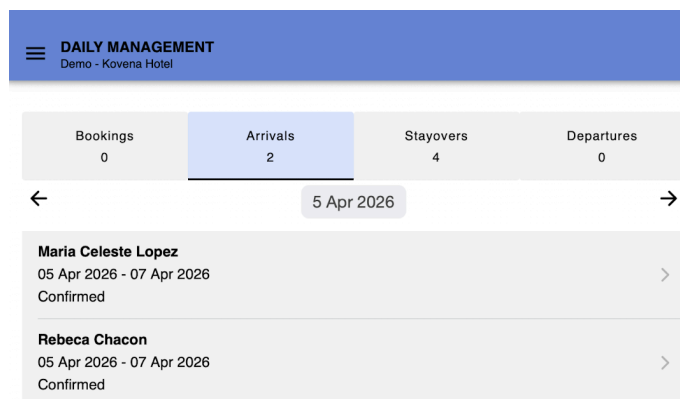 DAILY MANAGEMENT
Demo - Kovena Hotel
Bookings
0
Arrivals
2
Stayovers
4
Departures
0
5 Apr 2026
Maria Celeste Lopez
05 Apr 2026 - 07 Apr 2026
Confirmed
Rebeca Chacon
05 Apr 2026 - 07 Apr 2026
Confirmed